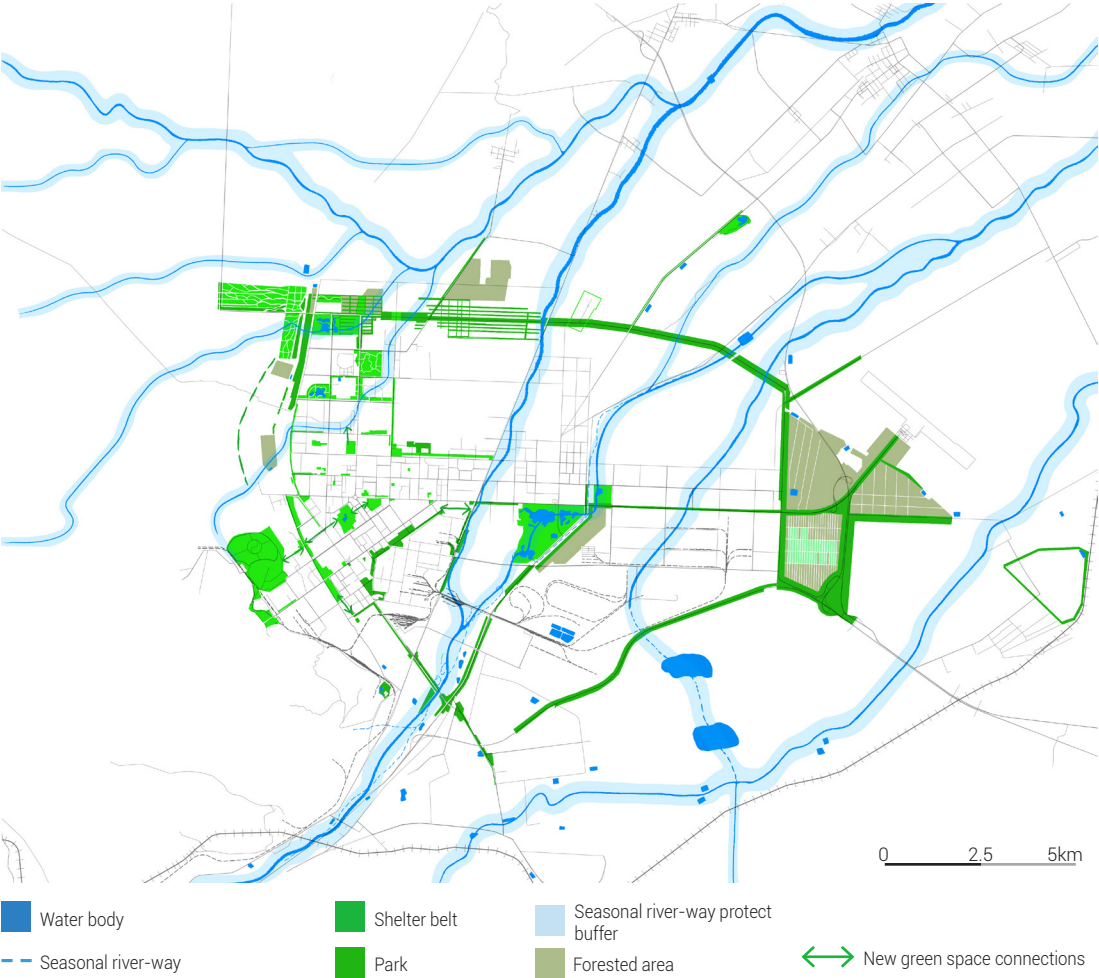 0 2.5 5km
Water body
Seasonal river-way
Shelter belt
Park
Seasonal river-way protect
buffer
Forested area
New green space connections